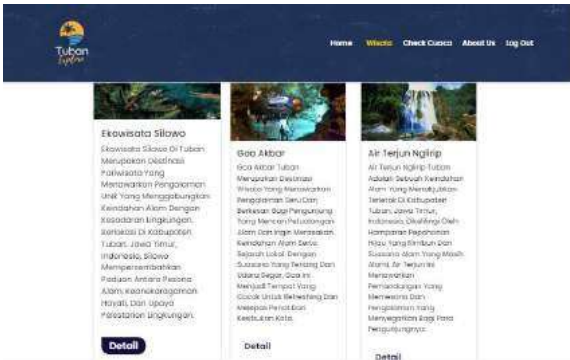 Tuban
Explore
Home Wisata Check Cuaca About Us Log Out
Ekowisata Silowo
Ekowisata Silowo Di Tuban
Merupakan Destinasi
Pariwisata Yang
Menawarkan Pengalaman
Unik Yang Menggabungkan
Keindahan Alam Dengan
Kesadaran Lingkungan.
Berlokasi Di Kabupaten
Tuban, Jawa Timur,
Indonesia, Silowo
Mempersembahkan
Paduan Antara Pesona
Alam, Keanekaragaman
Hayati, Dan Upaya
Pelestarian Lingkungan.
Detail
Goa Akbar
Goa Akbar Tuban
Merupakan Destinasi
Wisata Yang Menawarkan
Pengalaman Seru Dan
Berkesan Bagi Pengunjung
Yang Mencari Petualangan
Alam Dan Ingin Merasakan
Keindahan Alam Serta
Sejarah Lokal. Dengan
Suasana Yang Tenang Dan
Udara Segar, Goa Ini
Menjadi Tempat Yang
Cocok Untuk Refreshing Dan
Melepas Penat Dari
Kesibukan Kota.
Detail
Air Terjun Nglirip
Air Terjun Nglirip Tuban
Adalah Sebuah Keindahan
Alam Yang Menakjubkan
Terletak Di Kabupaten
Tuban, Jawa Timur,
Indonesia. Dikelilingi Oleh
Hamparan Pepohonan
Hijau Yang Rimbun Dan
Suasana Alam Yang Masih
Alami, Air Terjun Ini
Menawarkan
Pemandangan Yang
Memesona Dan
Pengalaman Yang
Menyegarkan Bagi Para
Pengunjungnya.
Detail